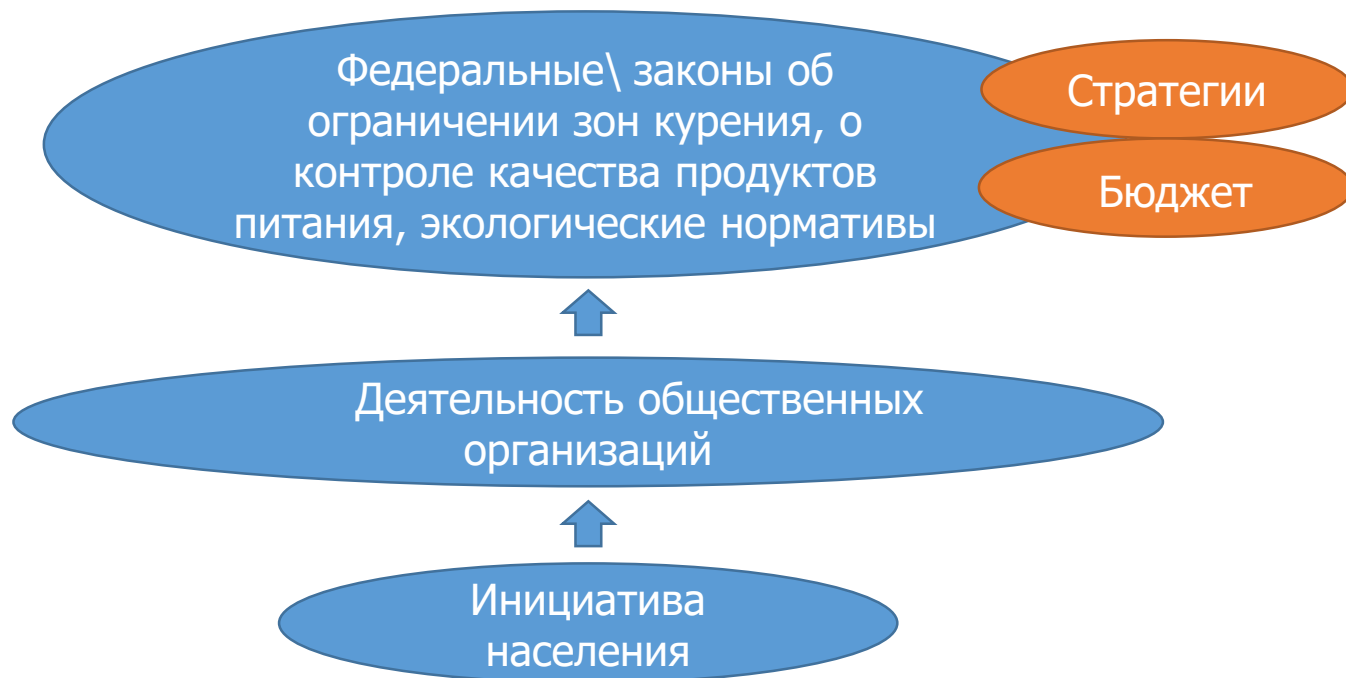 Федеральные\ законы об
ограничении зон курения, о
контроле качества продуктов
питания, экологические нормативы
Стратегии
Бюджет
Деятельность общественных
организаций
Инициатива
населения